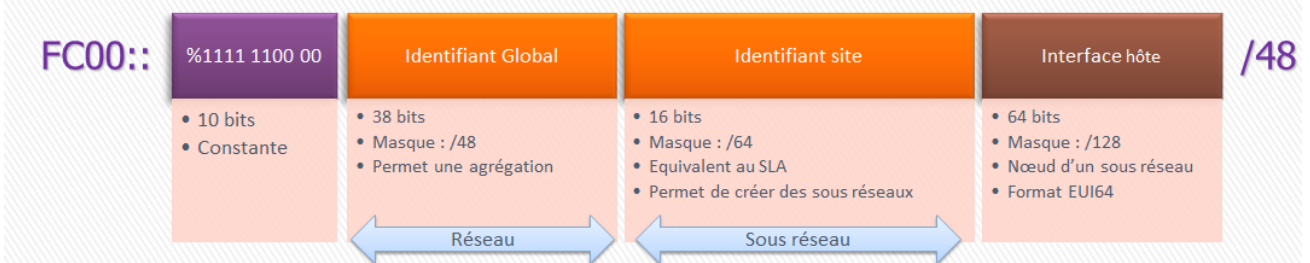 FC00::
%1111 1100 00
Identifiant Global
Identifiant site
Interface hôte
/48
• 10 bits
• Constante
• 38 bits
• Masque : /48
• Permet une agrégation
• 16 bits
• Masque : /64
• Equivalent au SLA
• Permet de créer des sous réseaux
• 64 bits
• Masque : /128
• Nœud d'un sous réseau
• Format EUI64
Réseau
Sous réseau